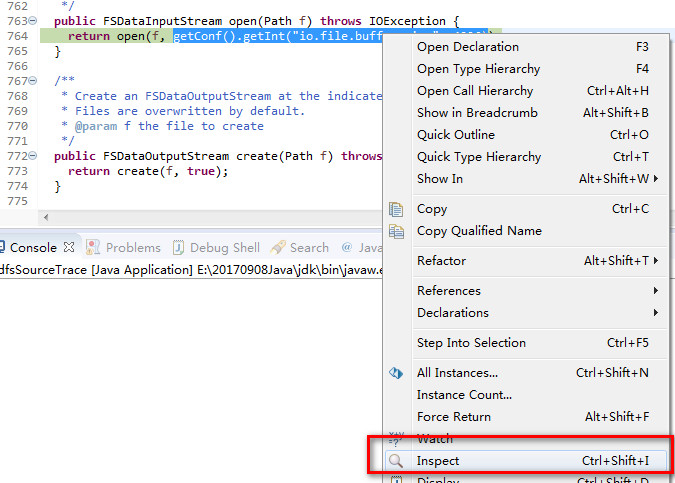 762 */
763 public FSDataInputStream open(Path f) throws IOException {
764 return open(f, getConf().getInt("io.file.buff
765 }
766
767 /**
768 * Create an FSDataOutputStream at the indicate
769 * Files are overwritten by default.
770 * @param f the file to create
771 */
772 public FSDataOutputStream create(Path f) throws
773 return create(f, true);
774 }
775
Open Declaration F3
Open Type Hierarchy F4
Open Call Hierarchy Ctrl+Alt+H
Show in Breadcrumb Alt+Shift+B
Quick Outline Ctrl+O
Quick Type Hierarchy Ctrl+T
Show In Alt+Shift+W
Copy Ctrl+C
Copy Qualified Name
Refactor Alt+Shift+T
References
Declarations
Step Into Selection Ctrl+F5
All Instances... Ctrl+Shift+N
Instance Count...
Force Return Alt+Shift+F
Watch
Inspect Ctrl+Shift+I
Display Ctrl+Shift+D
Console Problems Debug Shell Search Java
dfsSourceTrace [Java Application] E:\20170908Java\jdk\bin\javaw.e